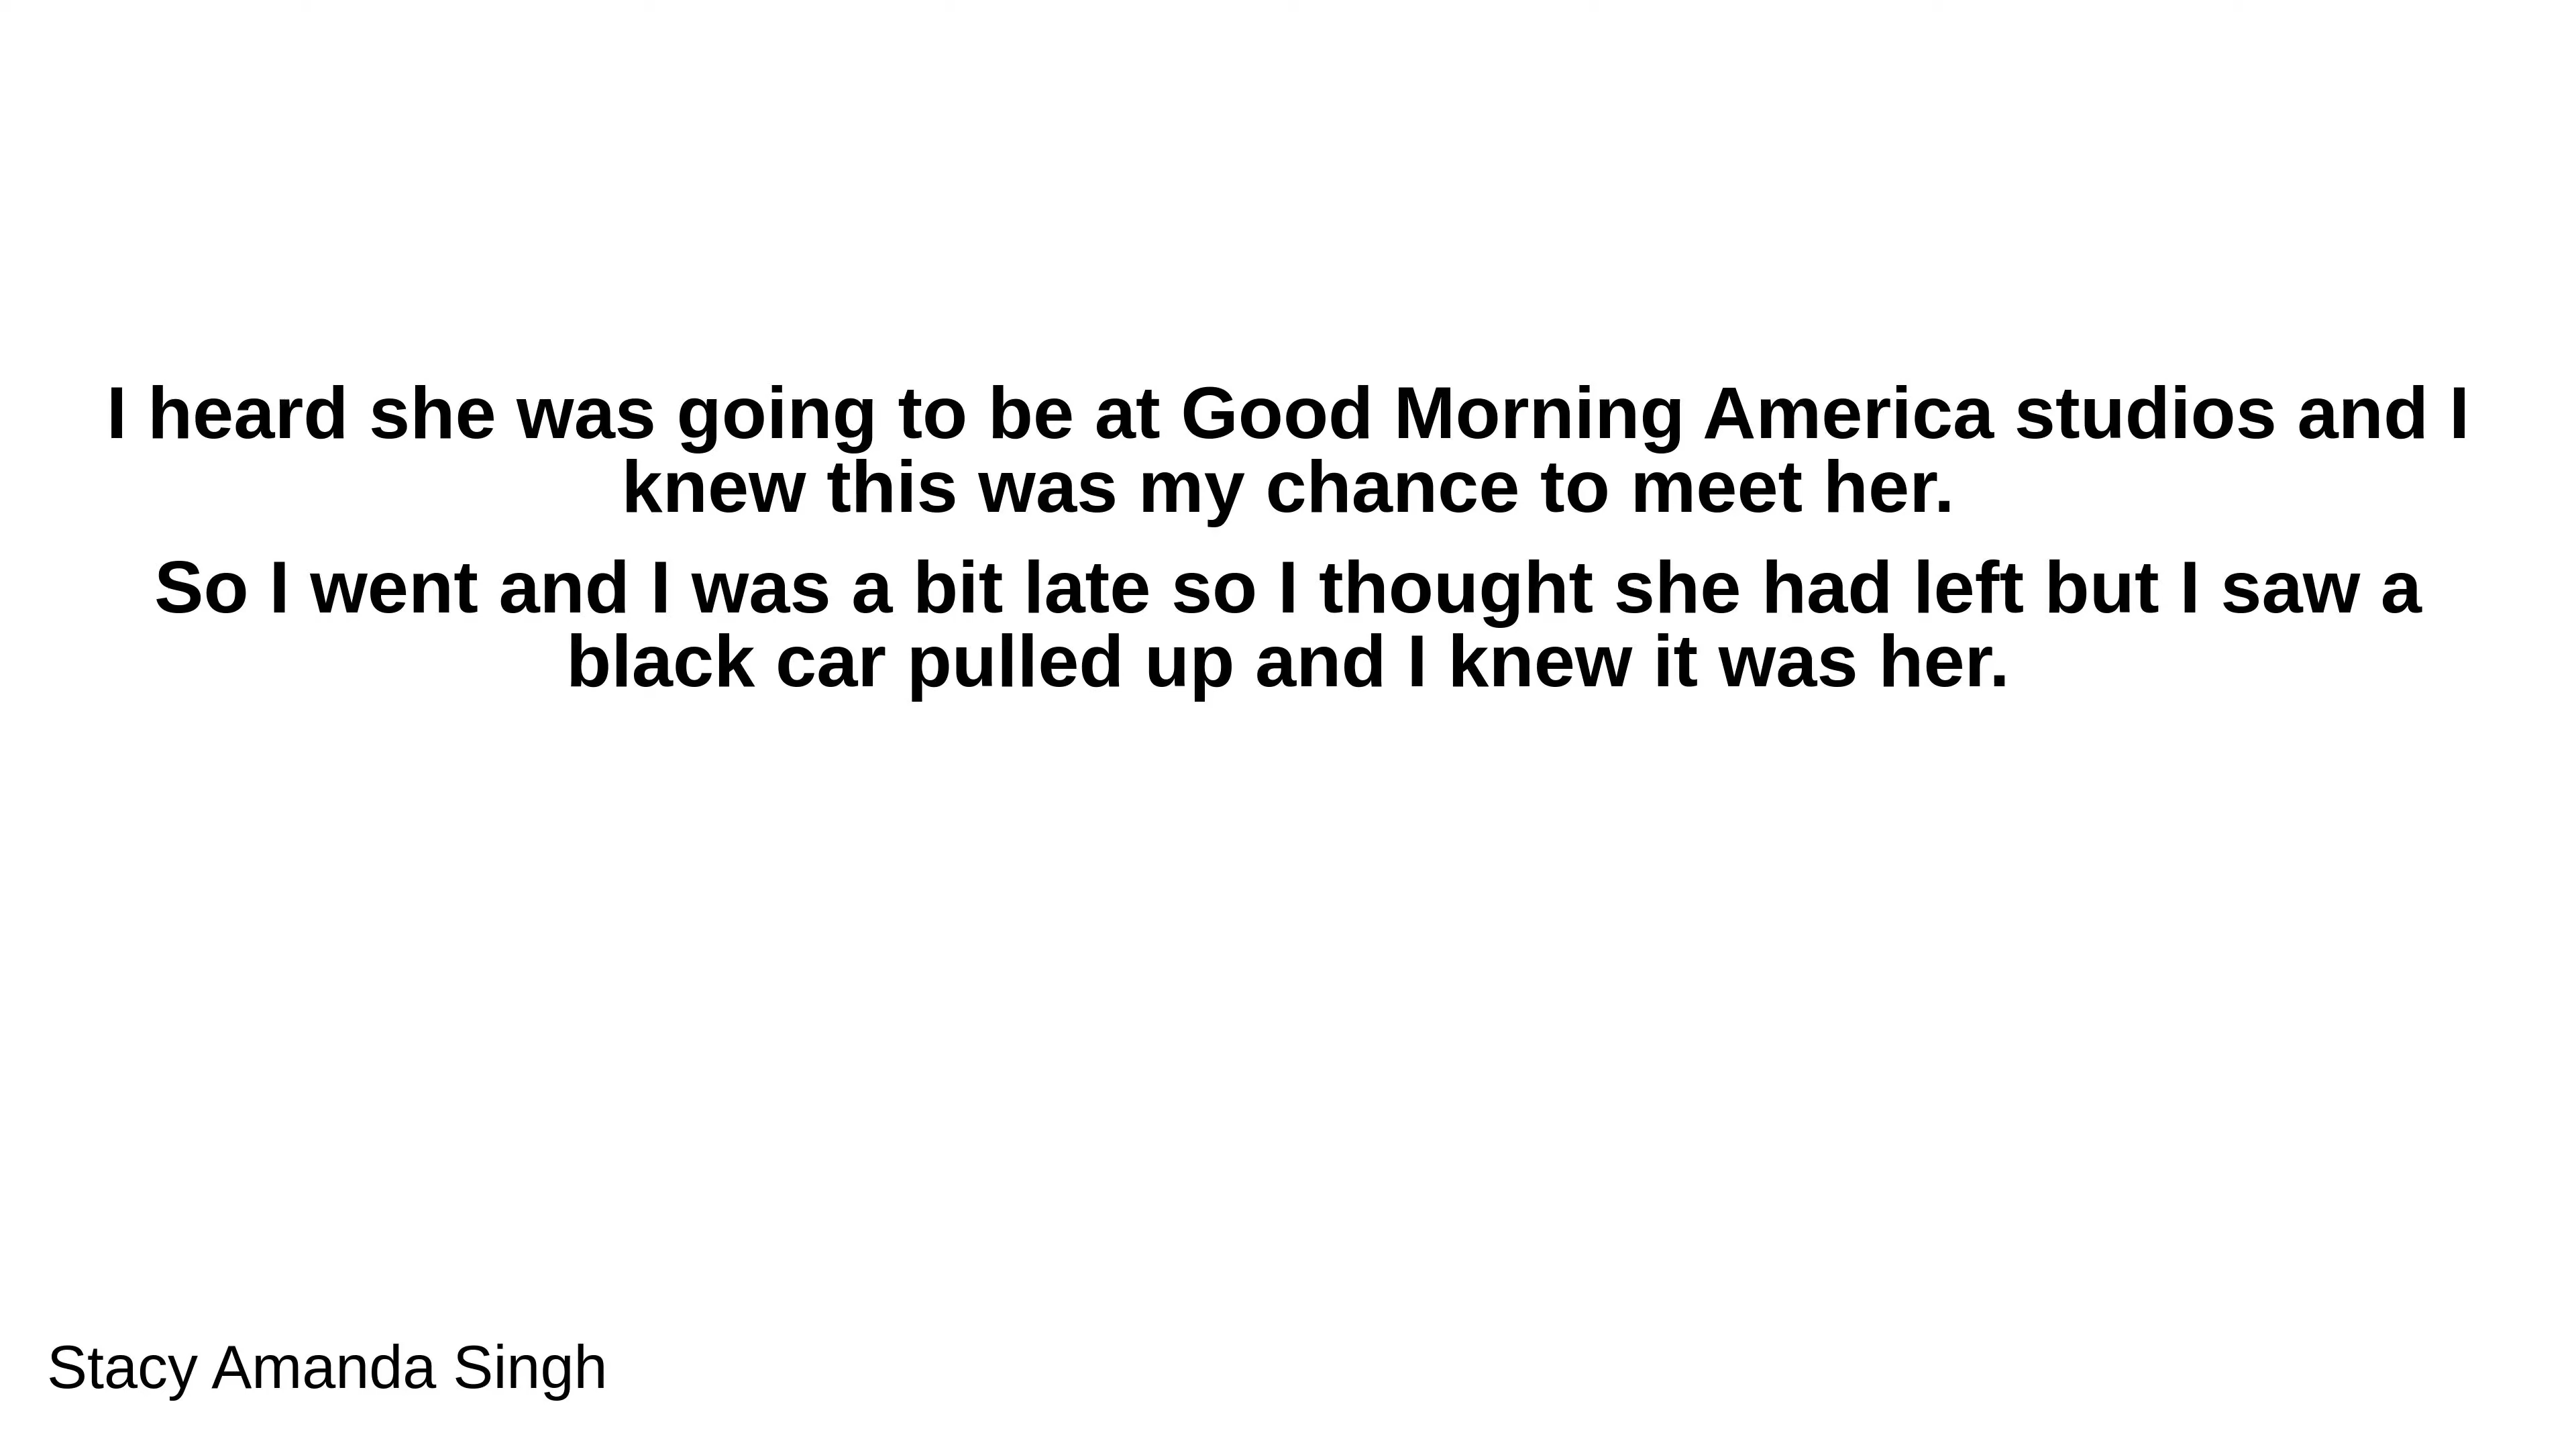 I heard she was going to be at Good Morning America studios and I
knew this was my chance to meet her.
So I went and I was a bit late so I thought she had left but I saw a
black car pulled up and I knew it was her.
Stacy Amanda Singh